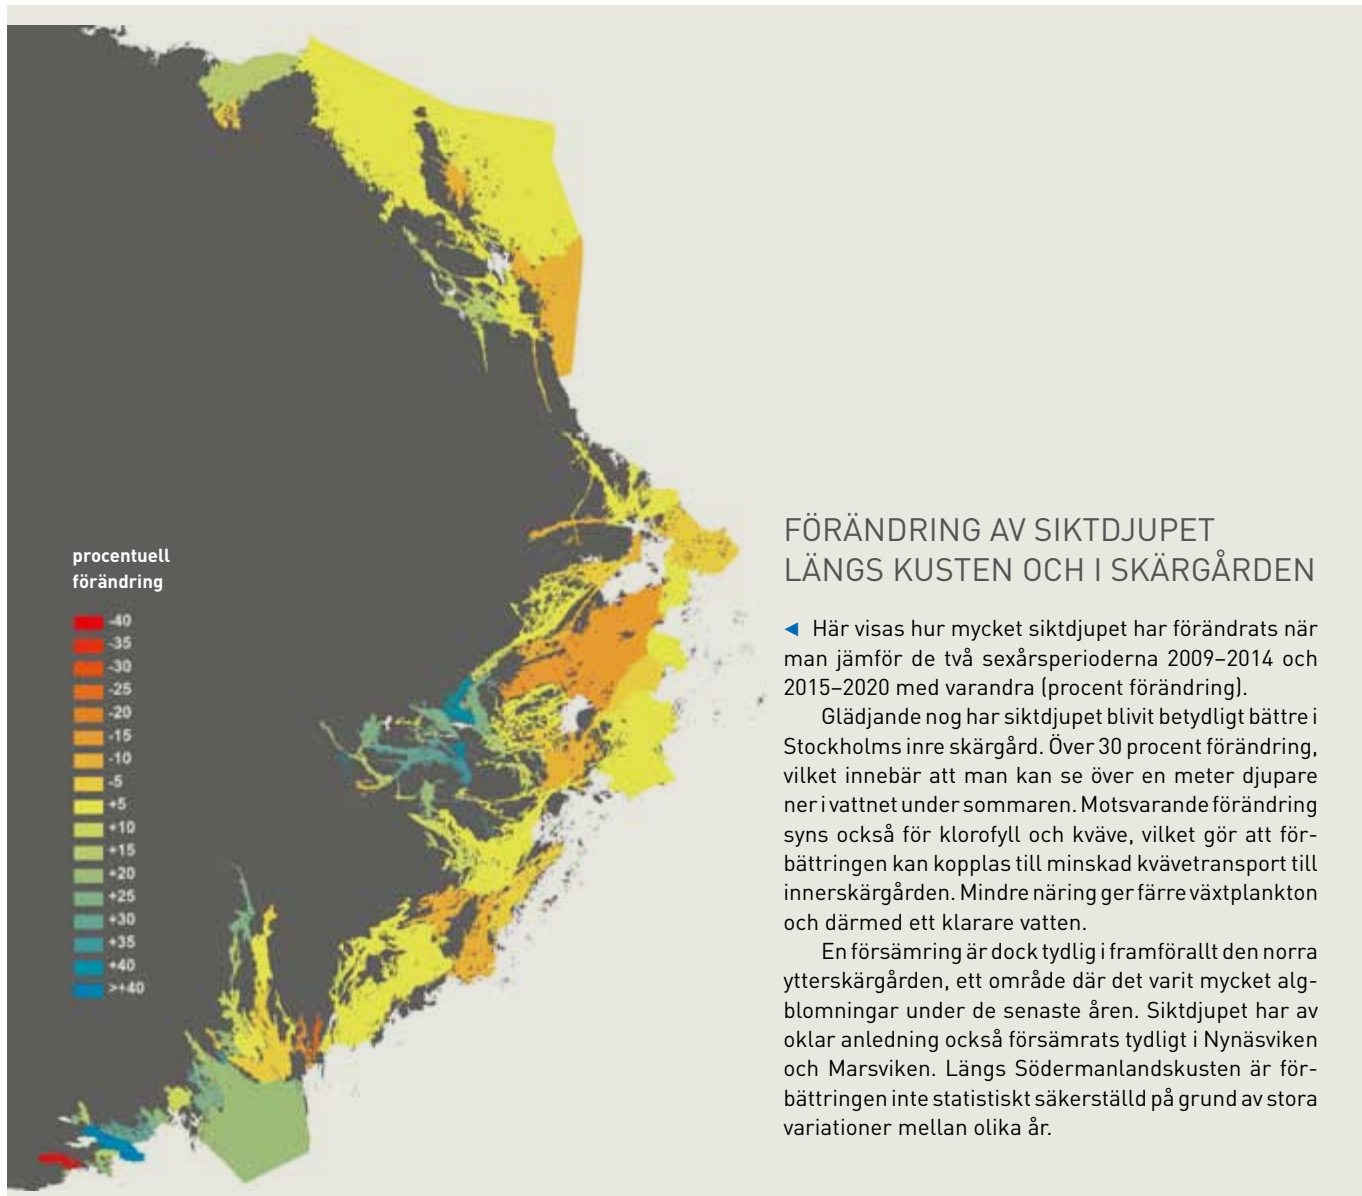 procentuell
förändring
-40
-35
-30
-25
-20
-15
-10
-5
+5
+10
+15
+20
+25
+30
+35
+40
>+40
FÖRÄNDRING AV SIKTDJUPET
LÄNGS KUSTEN OCH I SKÄRGÅRDEN
◄ Här visas hur mycket siktdjupet har förändrats när
man jämför de två sexårsperioderna 2009–2014 och
2015–2020 med varandra (procent förändring).
Glädjande nog har siktdjupet blivit betydligt bättre i
Stockholms inre skärgård. Över 30 procent förändring,
vilket innebär att man kan se över en meter djupare
ner i vattnet under sommaren. Motsvarande förändring
syns också för klorofyll och kväve, vilket gör att för-
bättringen kan kopplas till minskad kvävetransport till
innerskärgården. Mindre näring ger färre växtplankton
och därmed ett klarare vatten.
En försämring är dock tydlig i framförallt den norra
ytterskärgården, ett område där det varit mycket alg-
blomningar under de senaste åren. Siktdjupet har av
oklar anledning också försämrats tydligt i Nynäsviken
och Marsviken. Längs Södermanlandskusten är för-
bättringen inte statistiskt säkerställd på grund av stora
variationer mellan olika år.